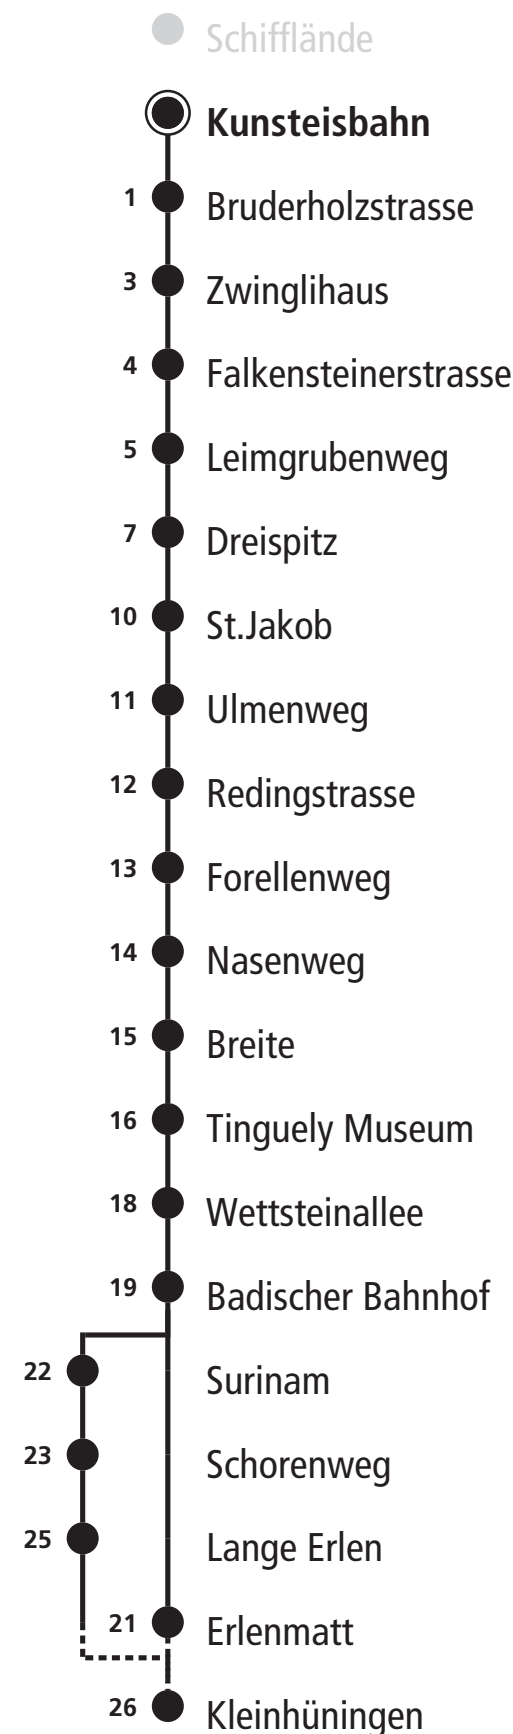 Schifflände
Kunsteisbahn
1 Bruderholzstrasse
3 Zwinglihaus
4 Falkensteinerstrasse
5 Leimgrubenweg
7 Dreispitz
10 St.Jakob
11 Ulmenweg
12 Redingstrasse
13 Forellenweg
14 Nasenweg
15 Breite
16 Tinguely Museum
18 Wettsteinallee
19 Badischer Bahnhof
22 Surinam
23 Schorenweg
25 Lange Erlen
21 Erlenmatt
26 Kleinhüningen